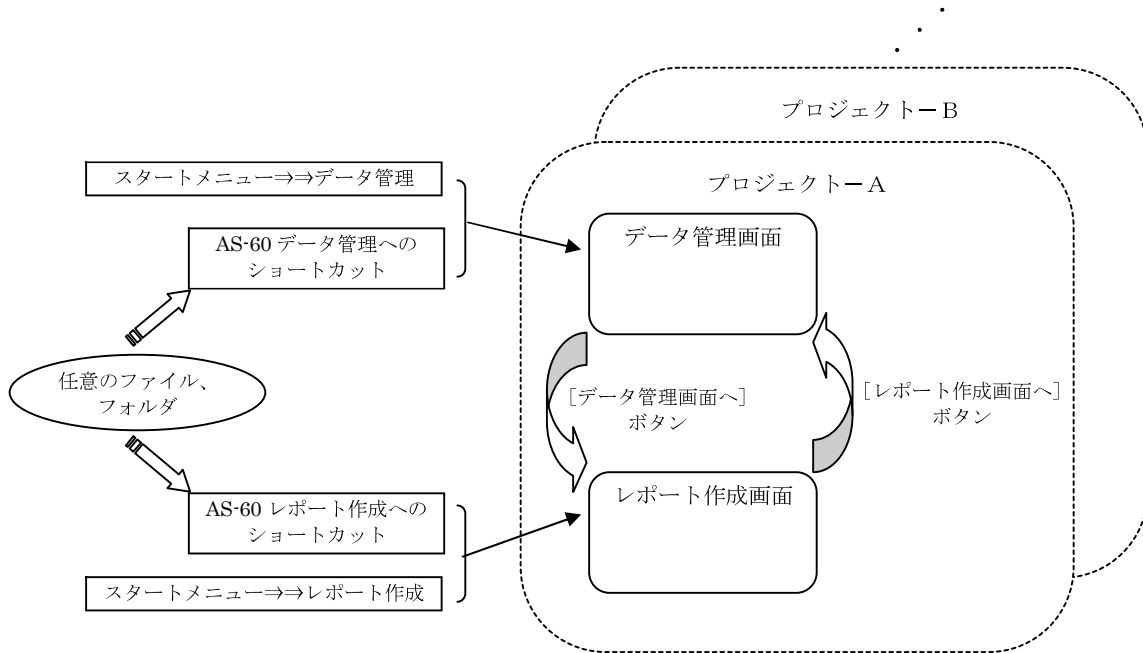 プロジェクト－Ｂ
プロジェクト－Ａ
スタートメニュー⇒⇒データ管理
AS-60 データ管理への
ショートカット
データ管理画面
任意のファイル、
フォルダ
［データ管理画面へ］
ボタン
［レポート作成画面へ］
ボタン
AS-60 レポート作成への
ショートカット
レポート作成画面
スタートメニュー⇒⇒レポート作成